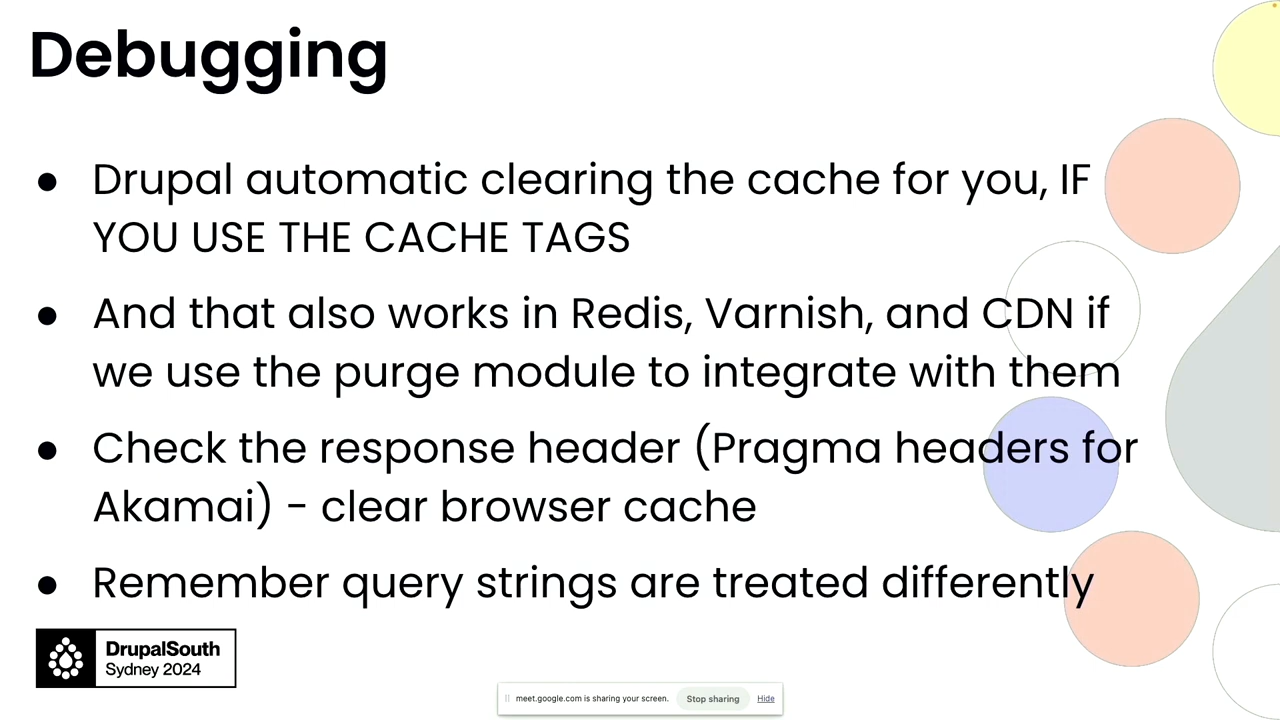 Debugging
● Drupal automatic clearing the cache for you, IF
YOU USE THE CACHE TAGS
● And that also works in Redis, Varnish, and CDN if
we use the purge module to integrate with them
● Check the response header (Pragma headers for
Akamai) - clear browser cache
● Remember query strings are treated differently
DrupalSouth
Sydney 2024
meet.google.com is sharing your screen. Stop sharing Hide